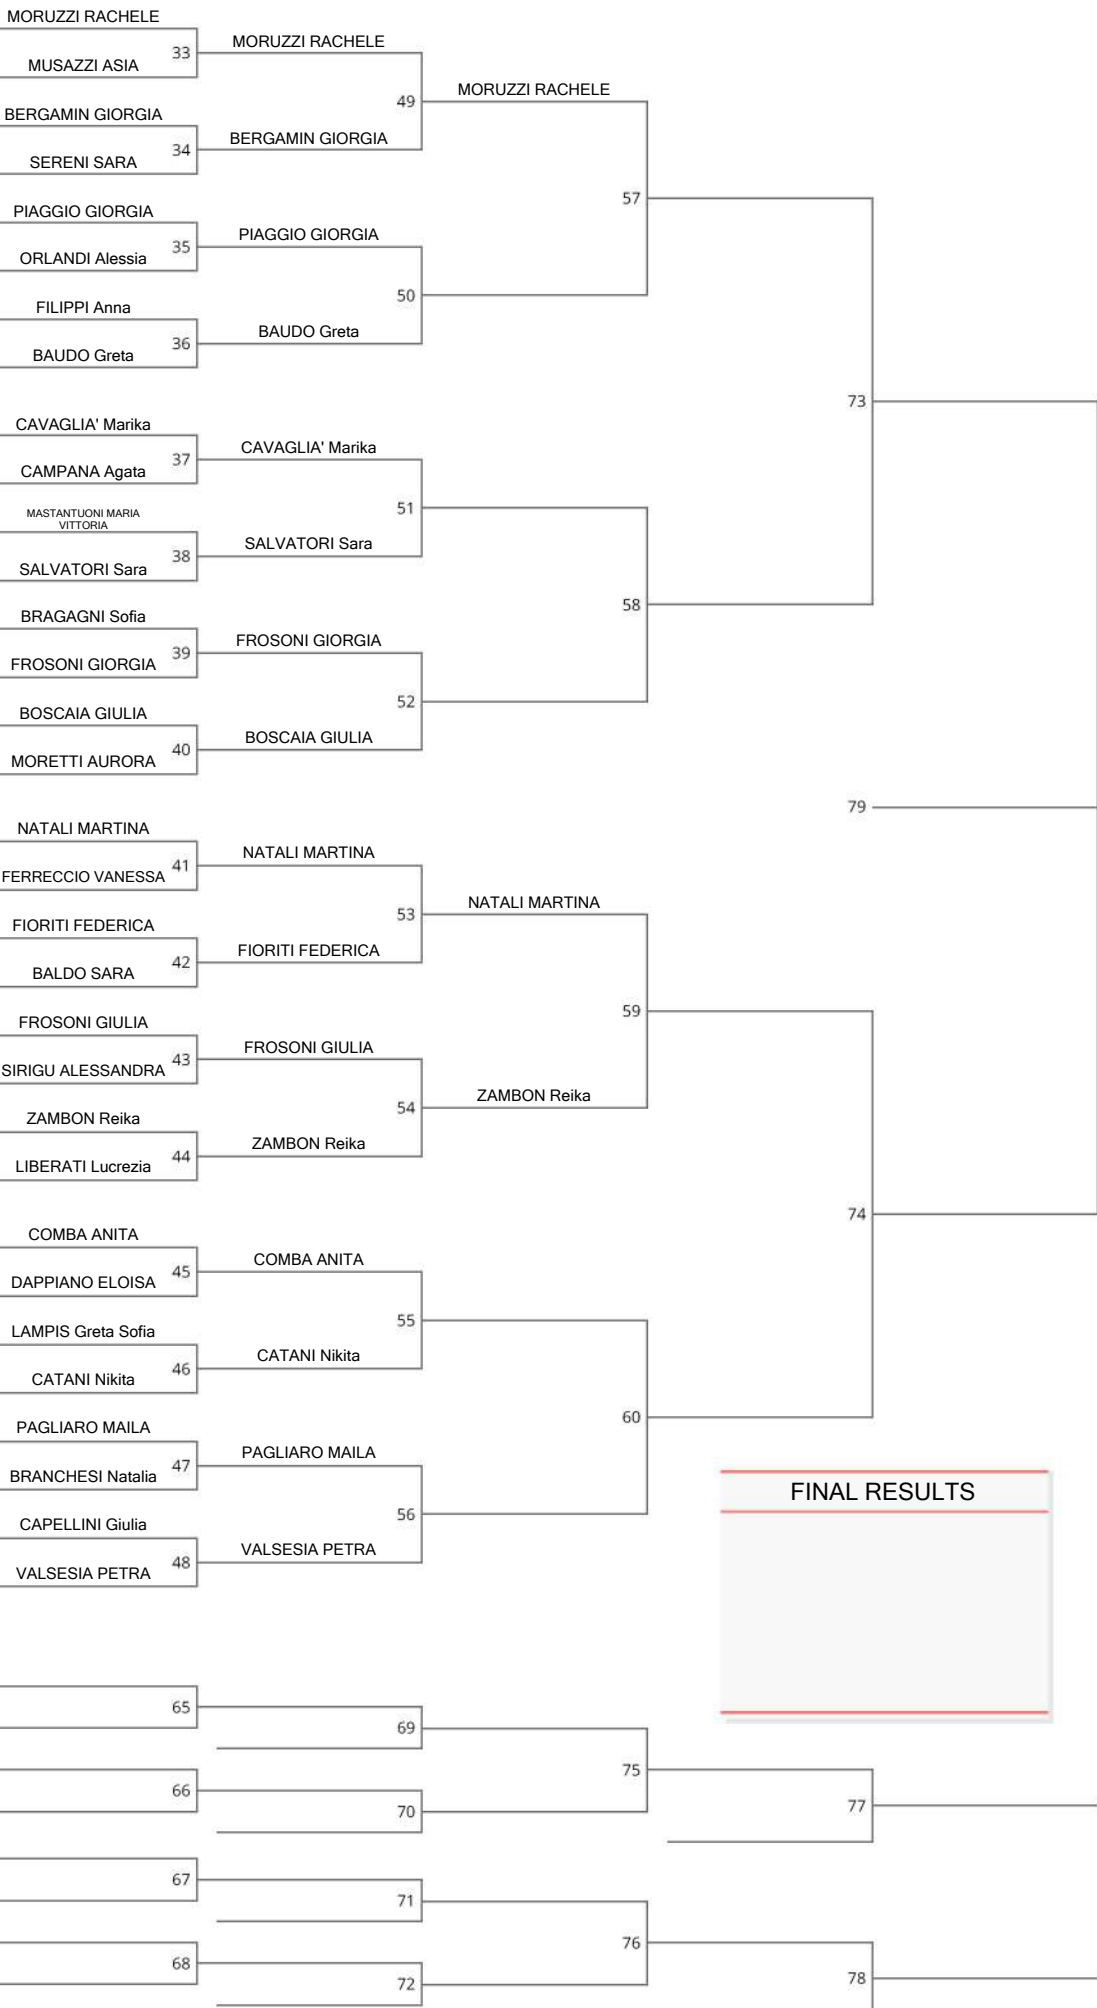 MORUZZI RACHELE
33
MUSAZZI ASIA
MORUZZI RACHELE
49
MORUZZI RACHELE
BERGAMIN GIORGIA
34
SERENI SARA
BERGAMIN GIORGIA
57
PIAGGIO GIORGIA
35
ORLANDI Alessia
PIAGGIO GIORGIA
50
FILIPPI Anna
36
BAUDO Greta
BAUDO Greta
73
CAVAGLIA' Marika
37
CAMPANA Agata
CAVAGLIA' Marika
51
MASTANTUONI MARIA
VITTORIA
38
SALVATORI Sara
SALVATORI Sara
58
BRAGAGNI Sofia
39
FROSONI GIORGIA
FROSONI GIORGIA
52
BOSCAIA GIULIA
40
MORETTI AURORA
BOSCAIA GIULIA
79
NATALI MARTINA
41
FERRECCIO VANESSA
NATALI MARTINA
53
NATALI MARTINA
FIORITI FEDERICA
42
BALDO SARA
FIORITI FEDERICA
59
FROSONI GIULIA
43
SIRIGU ALESSANDRA
FROSONI GIULIA
54
ZAMBON Reika
ZAMBON Reika
44
LIBERATI Lucrezia
ZAMBON Reika
74
COMBA ANITA
45
DAPPIANO ELOISA
COMBA ANITA
55
LAMPIS Greta Sofia
46
CATANI Nikita
CATANI Nikita
60
PAGLIARO MAILA
47
BRANCHESI Natalia
PAGLIARO MAILA
56
CAPELLINI Giulia
48
VALSESIA PETRA
VALSESIA PETRA
FINAL RESULTS
65
69
75
66
70
77
67
71
76
68
72
78